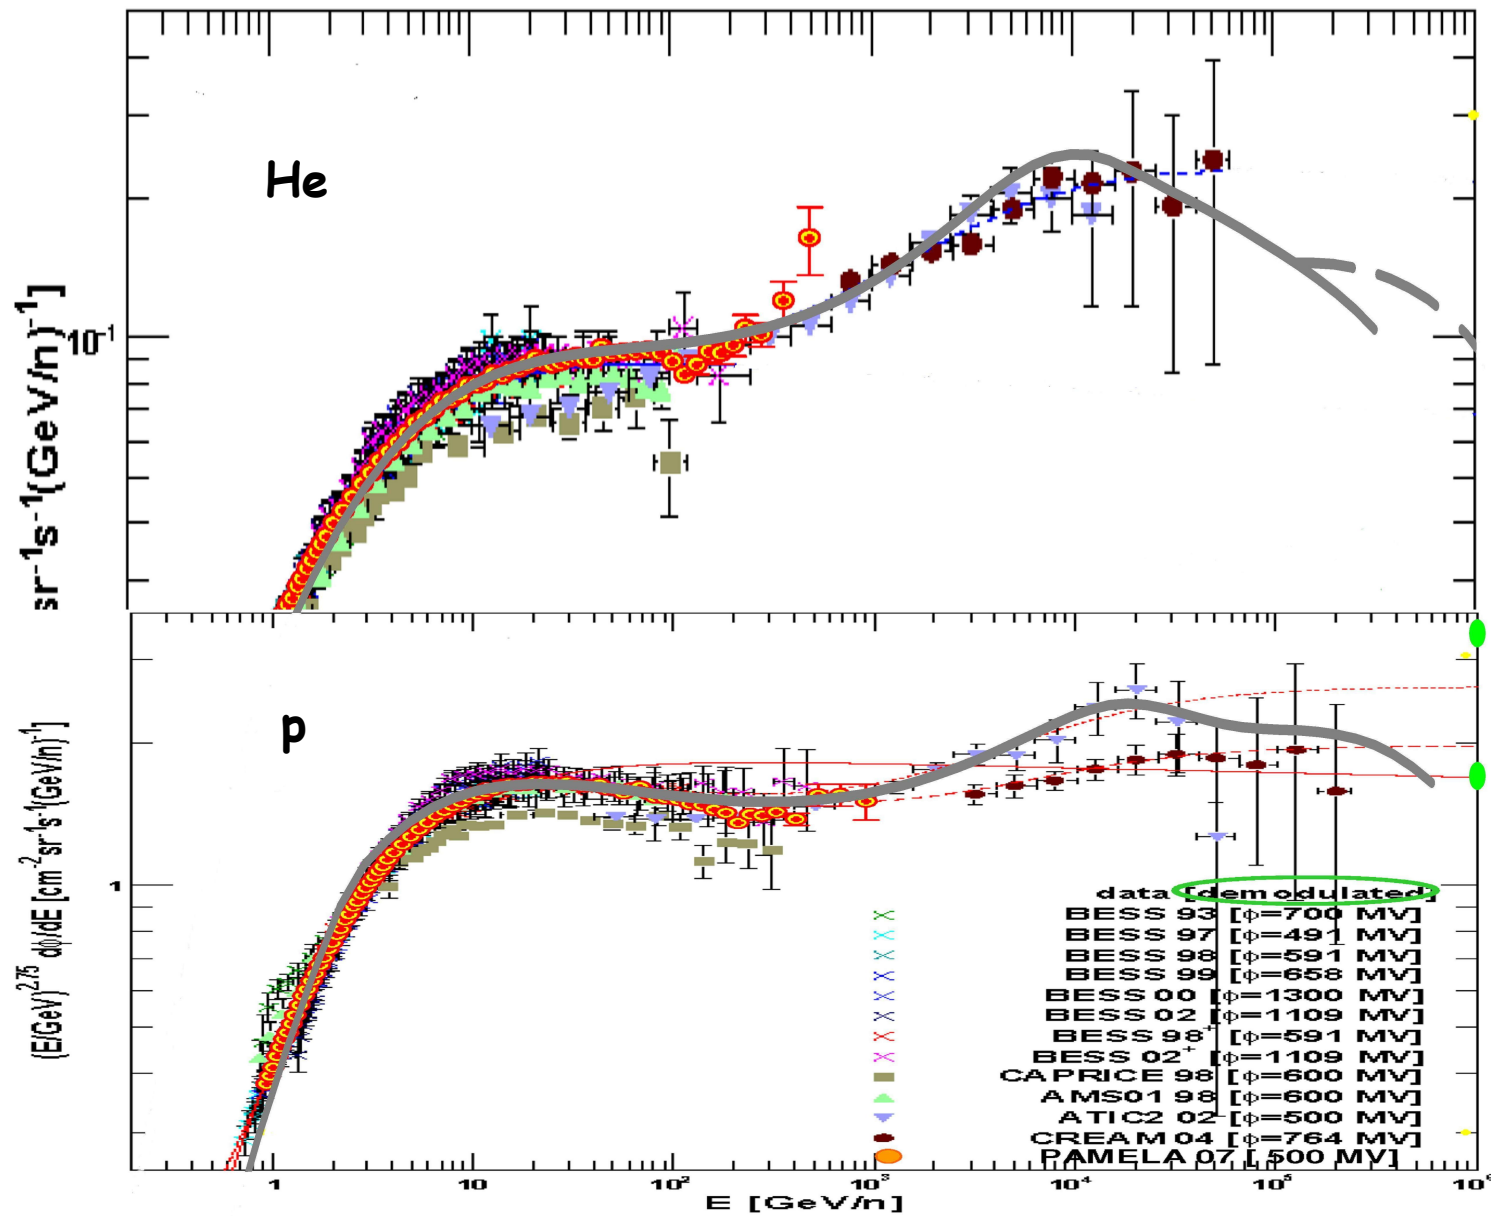 He
10⁻¹
sr⁻¹s⁻¹(GeV/n)⁻¹
p
(E/GeV)²·⁷⁵ dϕ/dE [cm⁻² sr⁻¹s⁻¹(GeV/n)⁻¹]
1
data [demodulated]
BESS 93 [ϕ=700 MV]
BESS 97 [ϕ=491 MV]
BESS 98 [ϕ=591 MV]
BESS 99 [ϕ=658 MV]
BESS 00 [ϕ=1300 MV]
BESS 02 [ϕ=1109 MV]
BESS 98⁺ [ϕ=591 MV]
BESS 02⁺ [ϕ=1109 MV]
CAPRICE 98 [ϕ=600 MV]
AMS01 98 [ϕ=600 MV]
ATIC2 02 [ϕ=500 MV]
CREAM 04 [ϕ=764 MV]
PAMELA 07 [ 500 MV]
1 10 10² 10³ 10⁴ 10⁵ 10⁶
E [GeV/n]